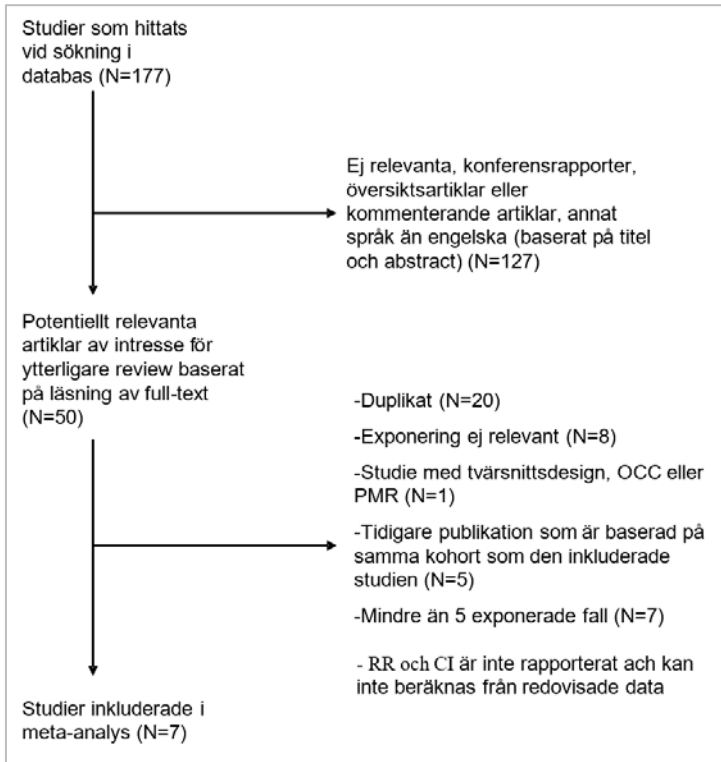 Studier som hittats
vid sökning i
databas (N=177)
Ej relevanta, konferensrapporter,
översiktsartiklar eller
kommenterande artiklar, annat
språk än engelska (baserat på titel
och abstract) (N=127)
Potentiellt relevanta
artiklar av intresse för
ytterligare review baserat
på läsning av full-text
(N=50)
-Duplikat (N=20)
-Exponering ej relevant (N=8)
-Studie med tvärsnittsdesign, OCC eller
PMR (N=1)
-Tidigare publikation som är baserad på
samma kohort som den inkluderade
studien (N=5)
-Mindre än 5 exponerade fall (N=7)
- RR och CI är inte rapporterat ach kan
inte beräknas från redovisade data
Studier inkluderade i
meta-analys (N=7)